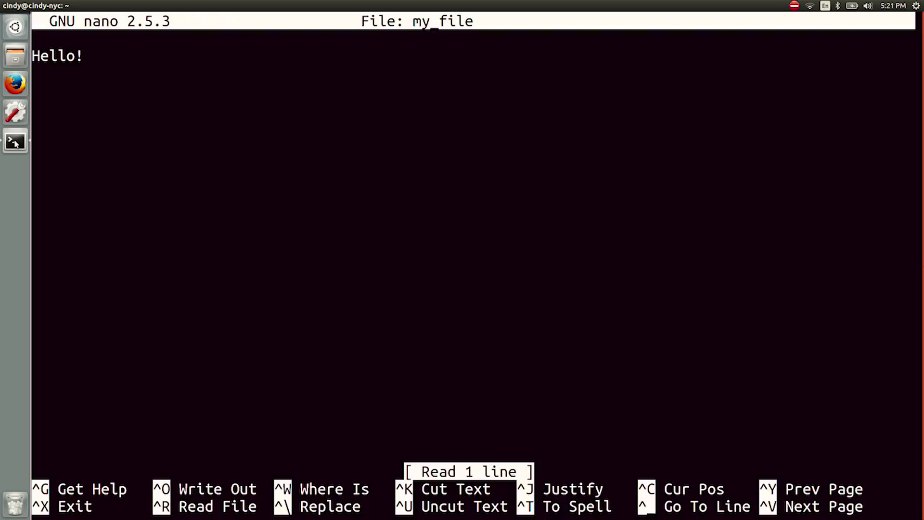 cindy@cindy-nyc: ~
En
5:21 PM
GNU nano 2.5.3 File: my_file
Hello!
[ Read 1 line ]
^G Get Help ^O Write Out ^W Where Is ^K Cut Text ^J Justify ^C Cur Pos ^Y Prev Page
^X Exit ^R Read File ^\ Replace ^U Uncut Text ^T To Spell ^_ Go To Line ^V Next Page